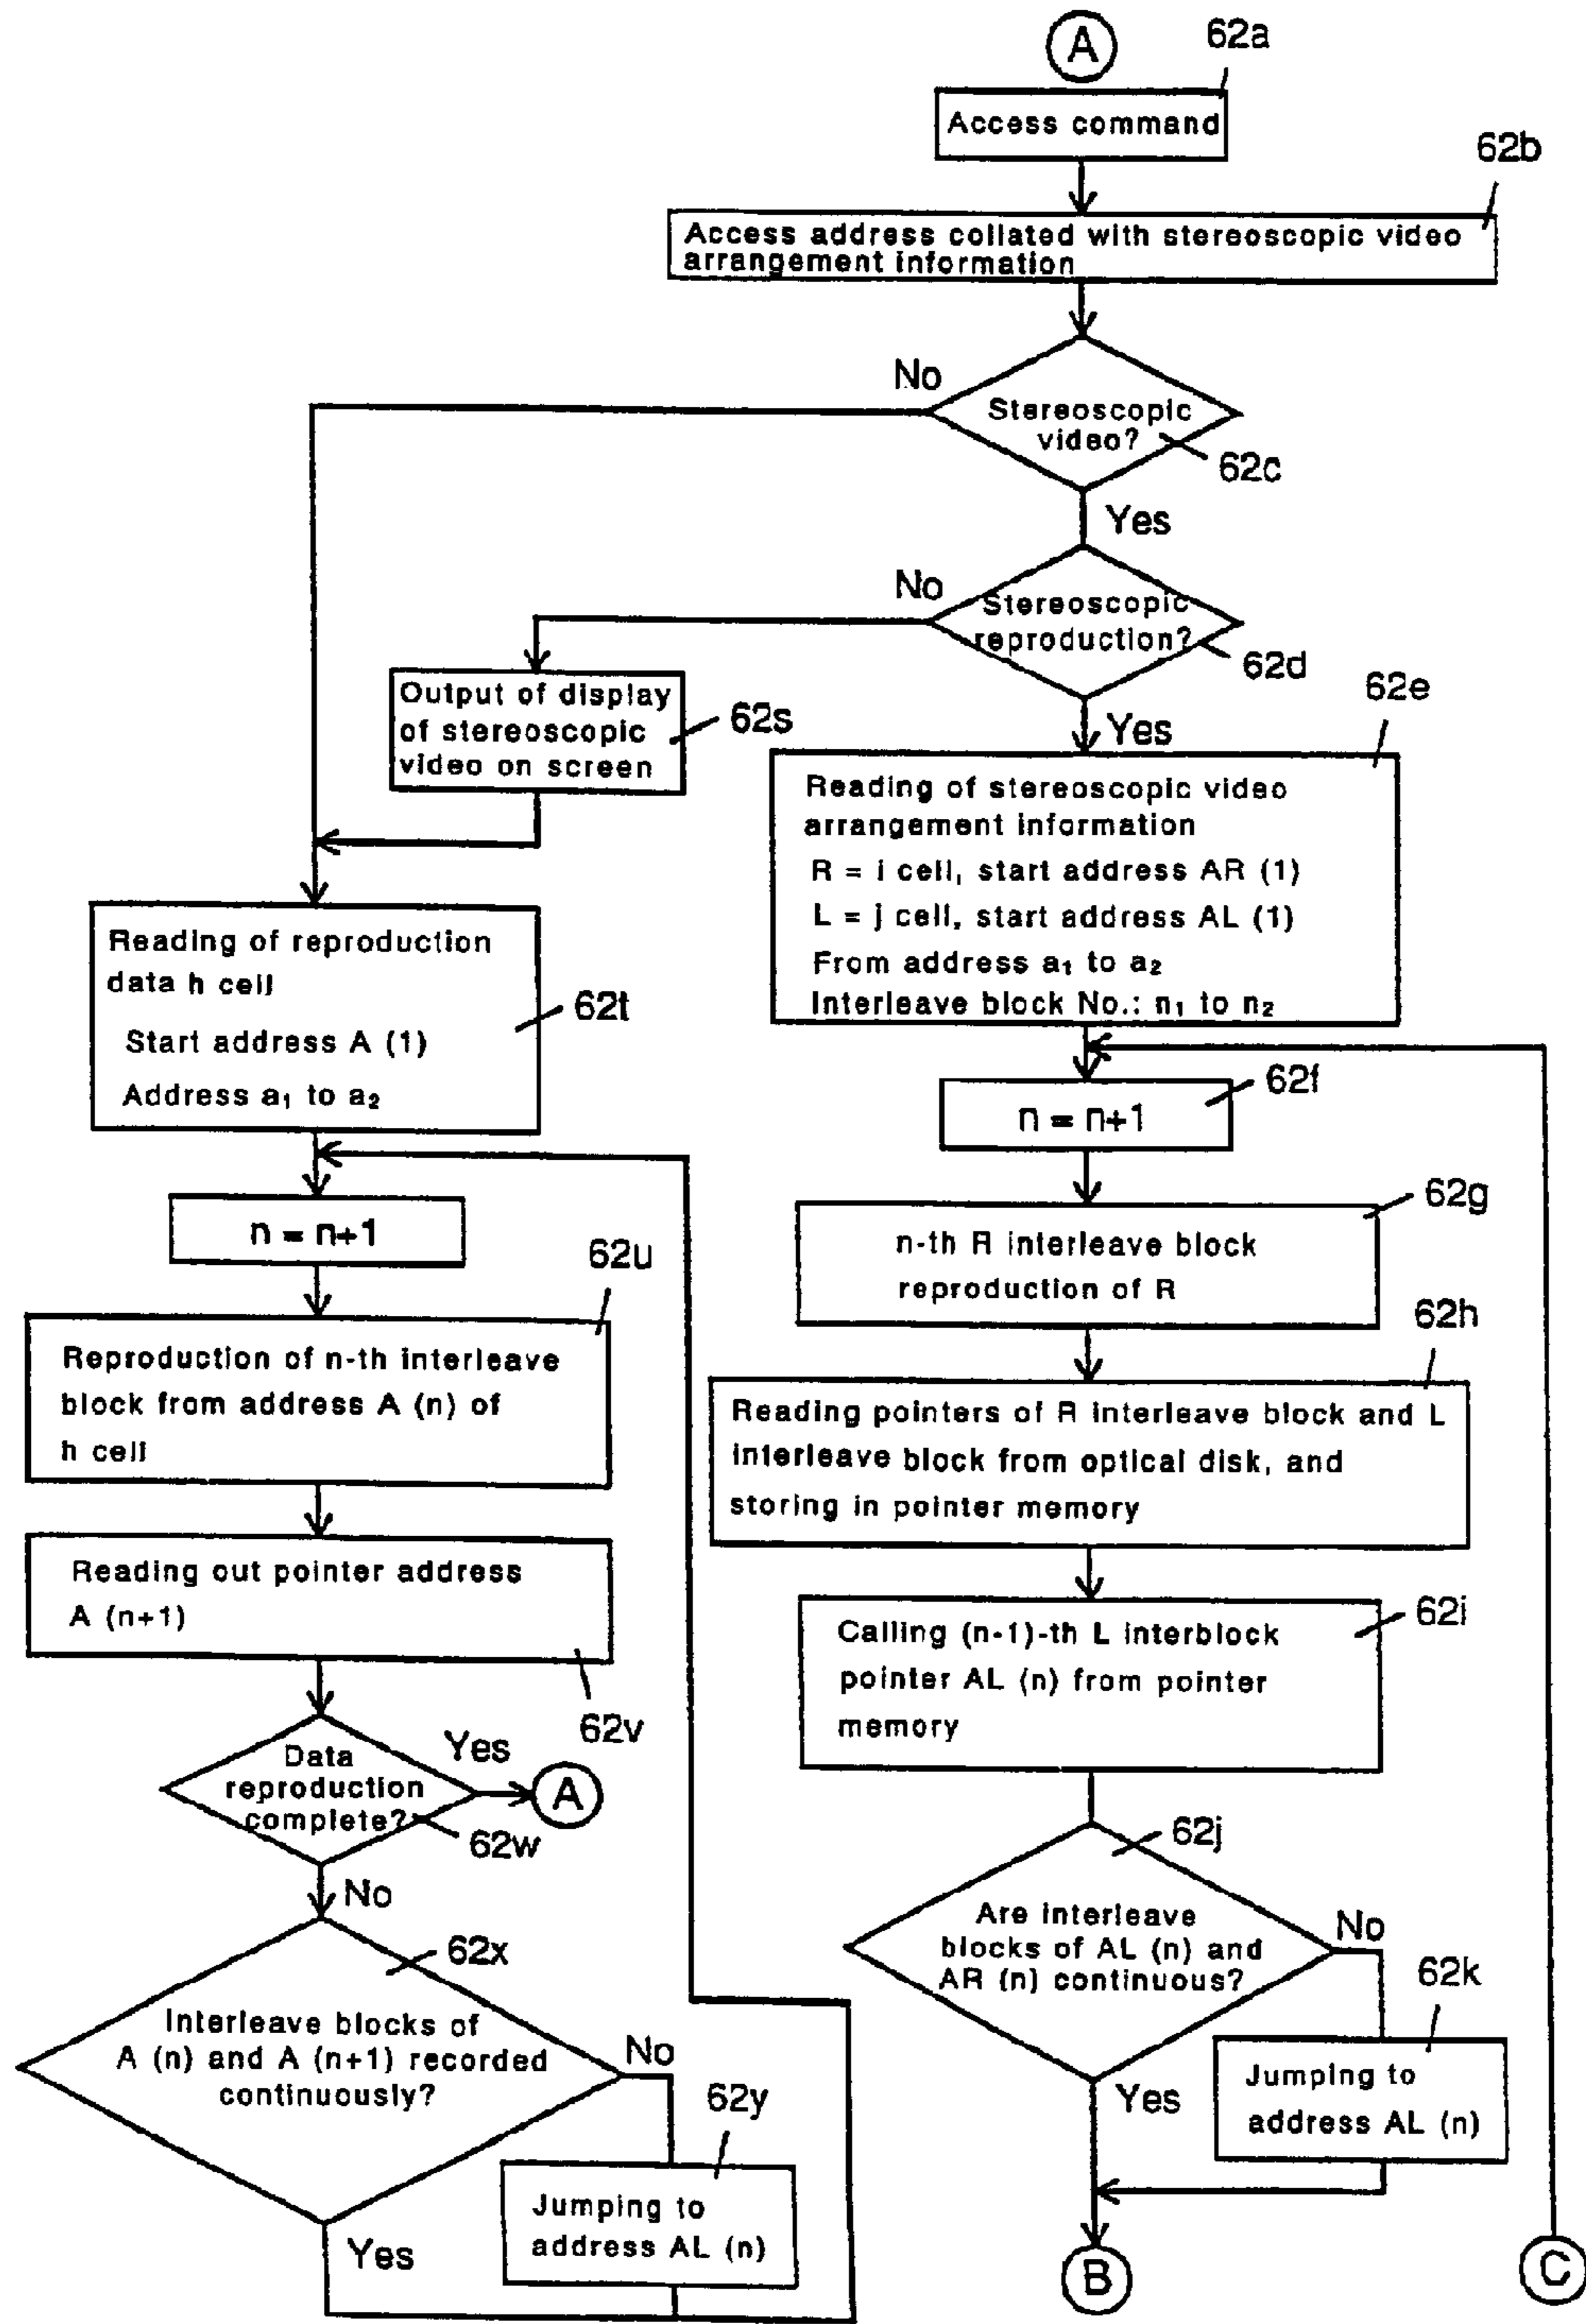 A
62a
Access command
62b
Access address collated with stereoscopic video
arrangement information
No
Stereoscopic
video?
62c
Yes
No
Stereoscopic
reproduction?
62d
Yes
Output of display
of stereoscopic
video on screen
62s
62e
Reading of stereoscopic video
arrangement information
R = i cell, start address AR (1)
L = j cell, start address AL (1)
From address a₁ to a₂
Interleave block No.: n₁ to n₂
Reading of reproduction
data h cell
Start address A (1)
Address a₁ to a₂
62t
62f
n = n+1
n = n+1
62g
n-th R interleave block
reproduction of R
62u
Reproduction of n-th interleave
block from address A (n) of
h cell
62h
Reading pointers of R interleave block and L
interleave block from optical disk, and
storing in pointer memory
Reading out pointer address
A (n+1)
62v
62i
Calling (n-1)-th L interblock
pointer AL (n) from pointer
memory
Data
reproduction
complete?
62w
Yes
A
No
62j
Are interleave
blocks of AL (n) and
AR (n) continuous?
No
62k
Jumping to
address AL (n)
Yes
62x
Interleave blocks of
A (n) and A (n+1) recorded
continuously?
No
62y
Jumping to
address AL (n)
Yes
B
C